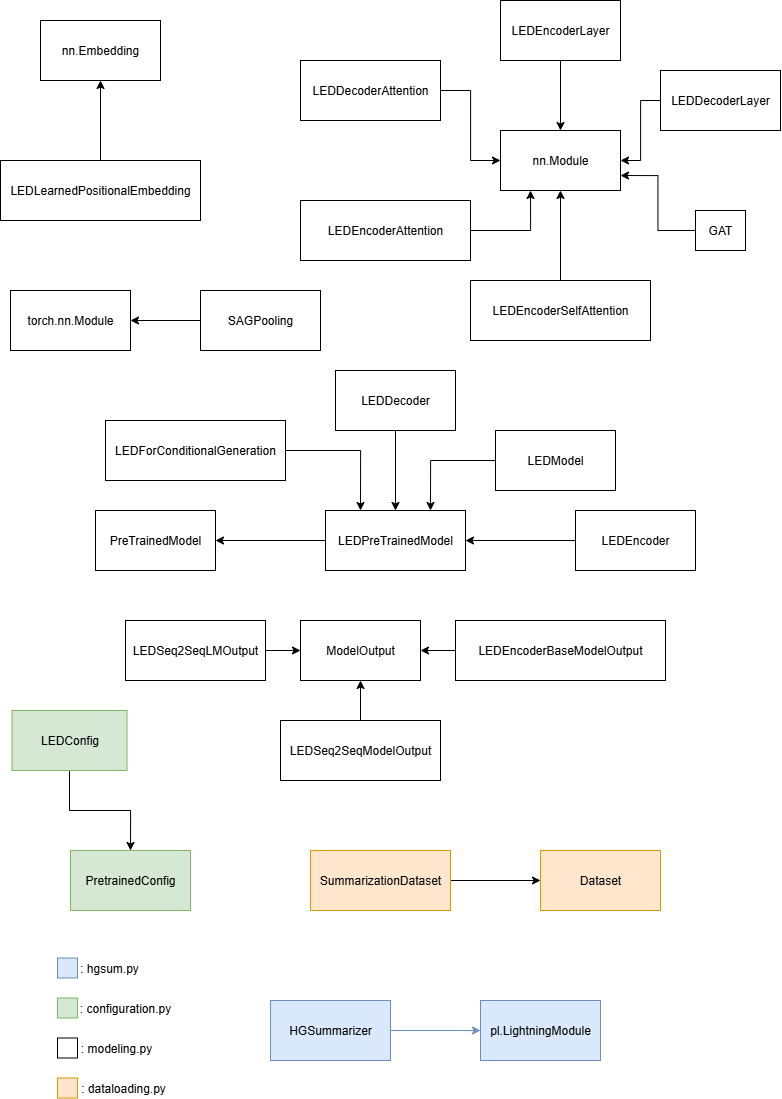 LEDEncoderLayer
nn.Embedding
LEDDecoderAttention
LEDDecoderLayer
nn.Module
LEDLearnedPositionalEmbedding
LEDEncoderAttention
GAT
LEDEncoderSelfAttention
torch.nn.Module
SAGPooling
LEDDecoder
LEDForConditionalGeneration
LEDModel
PreTrainedModel
LEDPreTrainedModel
LEDEncoder
LEDSeq2SeqLMOutput
ModelOutput
LEDEncoderBaseModelOutput
LEDConfig
LEDSeq2SeqModelOutput
PretrainedConfig
SummarizationDataset
Dataset
: hgsum.py
: configuration.py
HGSummarizer
pl.LightningModule
: modeling.py
: dataloading.py